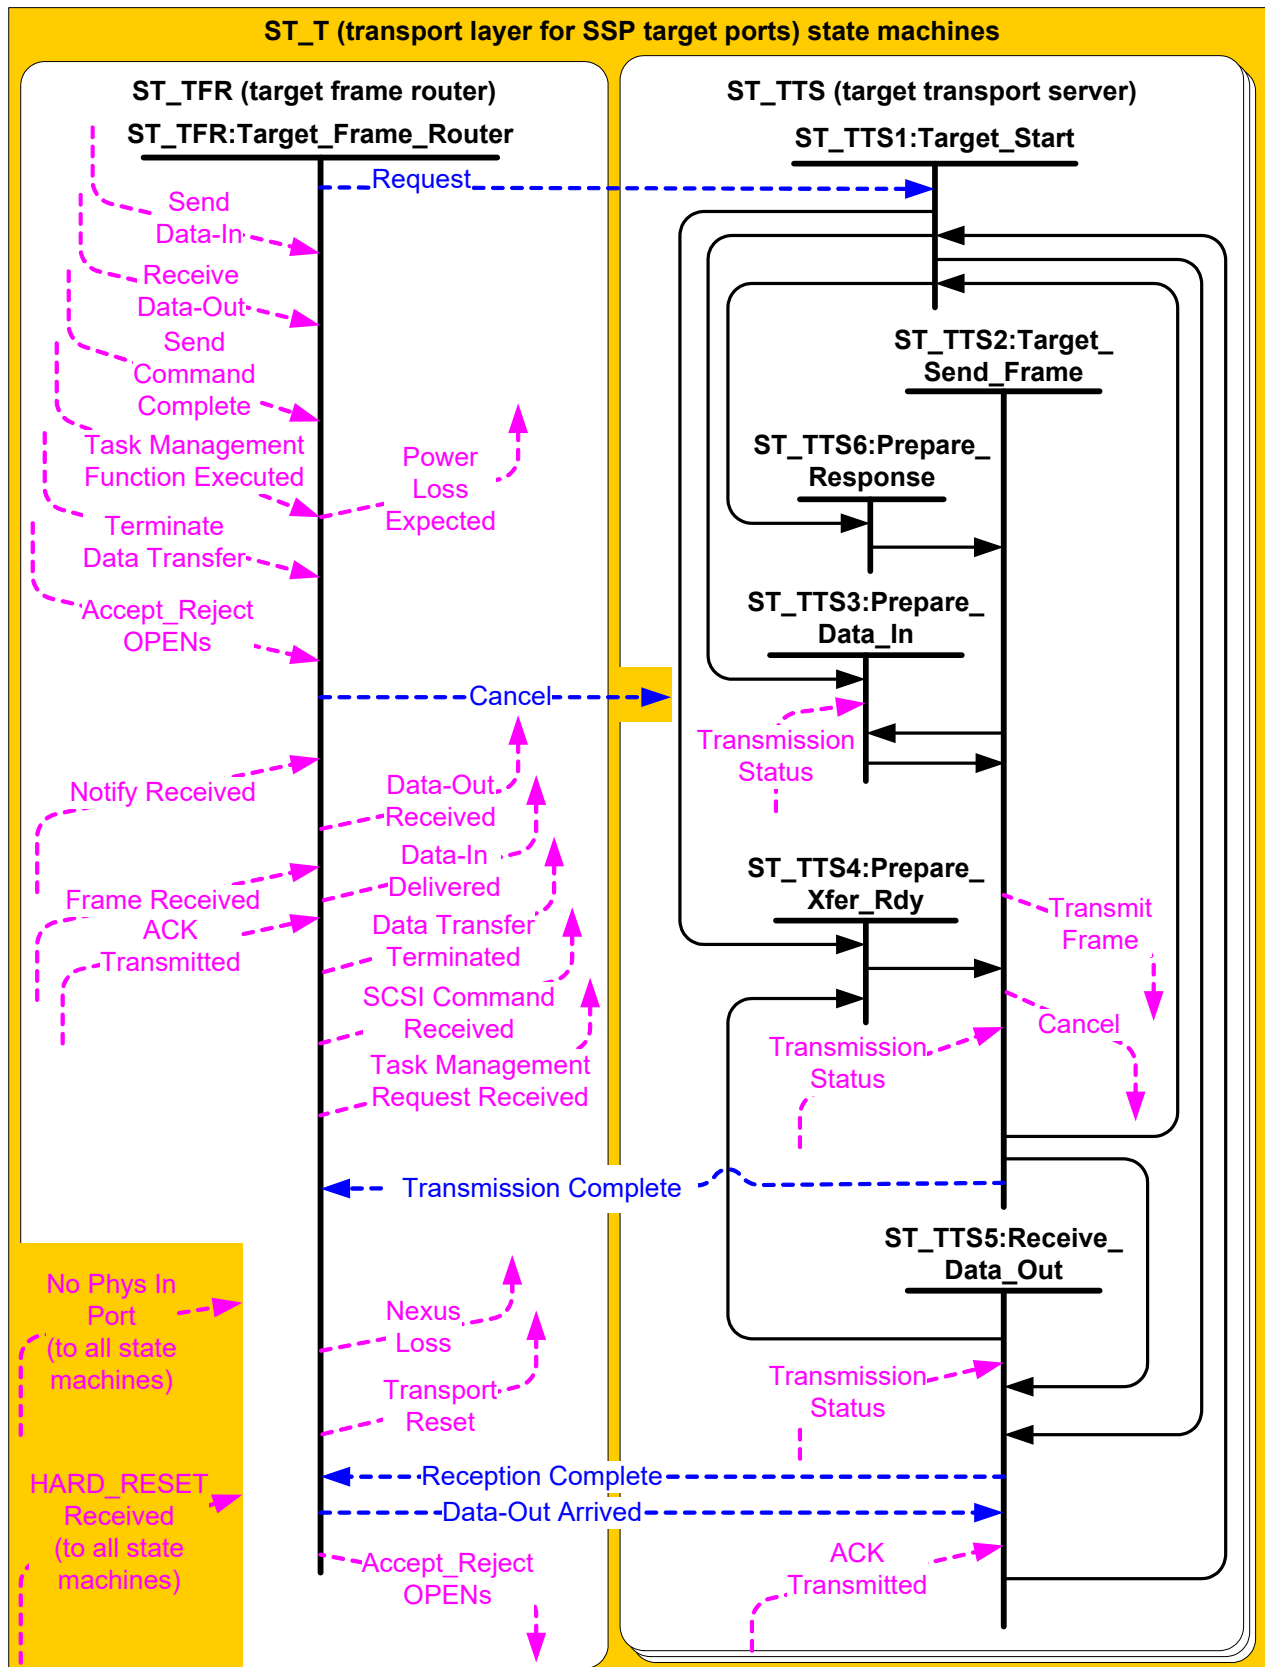 ST_T (transport layer for SSP target ports) state machines
ST_TFR (target frame router)
ST_TFR:Target_Frame_Router
Request
Send
Data-In
Receive
Data-Out
Send
Command
Complete
Task Management
Function Executed
Power
Loss
Expected
Terminate
Data Transfer
Accept_Reject
OPENs
Cancel
Notify Received
Data-Out
Received
Data-In
Delivered
Frame Received
ACK
Transmitted
Data Transfer
Terminated
SCSI Command
Received
Task Management
Request Received
Transmission Complete
No Phys In
Port
(to all state
machines)
Nexus
Loss
Transport
Reset
HARD_RESET
Received
(to all state
machines)
Reception Complete
Data-Out Arrived
Accept_Reject
OPENs
ST_TTS (target transport server)
ST_TTS1:Target_Start
ST_TTS2:Target_
Send_Frame
ST_TTS6:Prepare_
Response
ST_TTS3:Prepare_
Data_In
Transmission
Status
ST_TTS4:Prepare_
Xfer_Rdy
Transmit
Frame
Cancel
Transmission
Status
ST_TTS5:Receive_
Data_Out
Transmission
Status
ACK
Transmitted